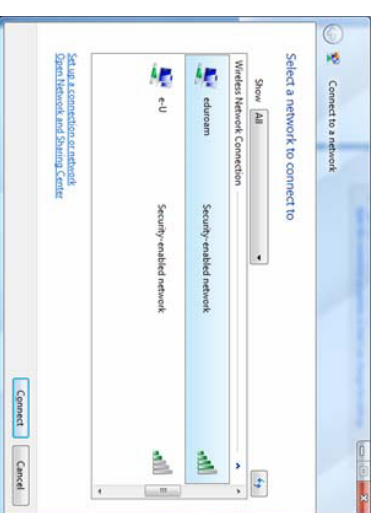 Connect to a network
Select a network to connect to
Show All
Wireless Network Connection
eduroam Security-enabled network
e-U Security-enabled network
Set up a connection or network
Open Network and Sharing Center
Connect Cancel